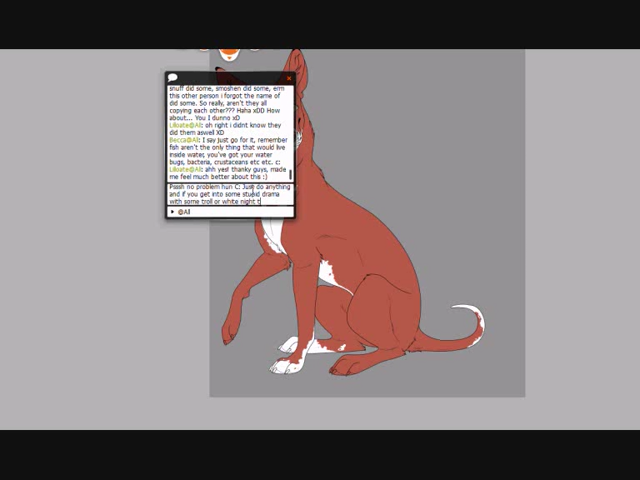 snuff did some, smoshen did some, erm
this other person i forgot the name of
did some. So really, aren't they all
copying each other??? Haha xDD How
about... You I dunno xD
Liloate@All: oh right i didnt know they
did them aswell XD
Becca@All: I say just go for it, remember
fish aren't the only thing that would live
inside water, you've got your water
bugs, bacteria, crustaceans etc etc. c:
Liloate@All: ahh yes! thanky guys, made
me feel much better about this :)
Psssh no problem hun C: Just do anything
and if you get into some stupid drama
with some troll or white night t
@All